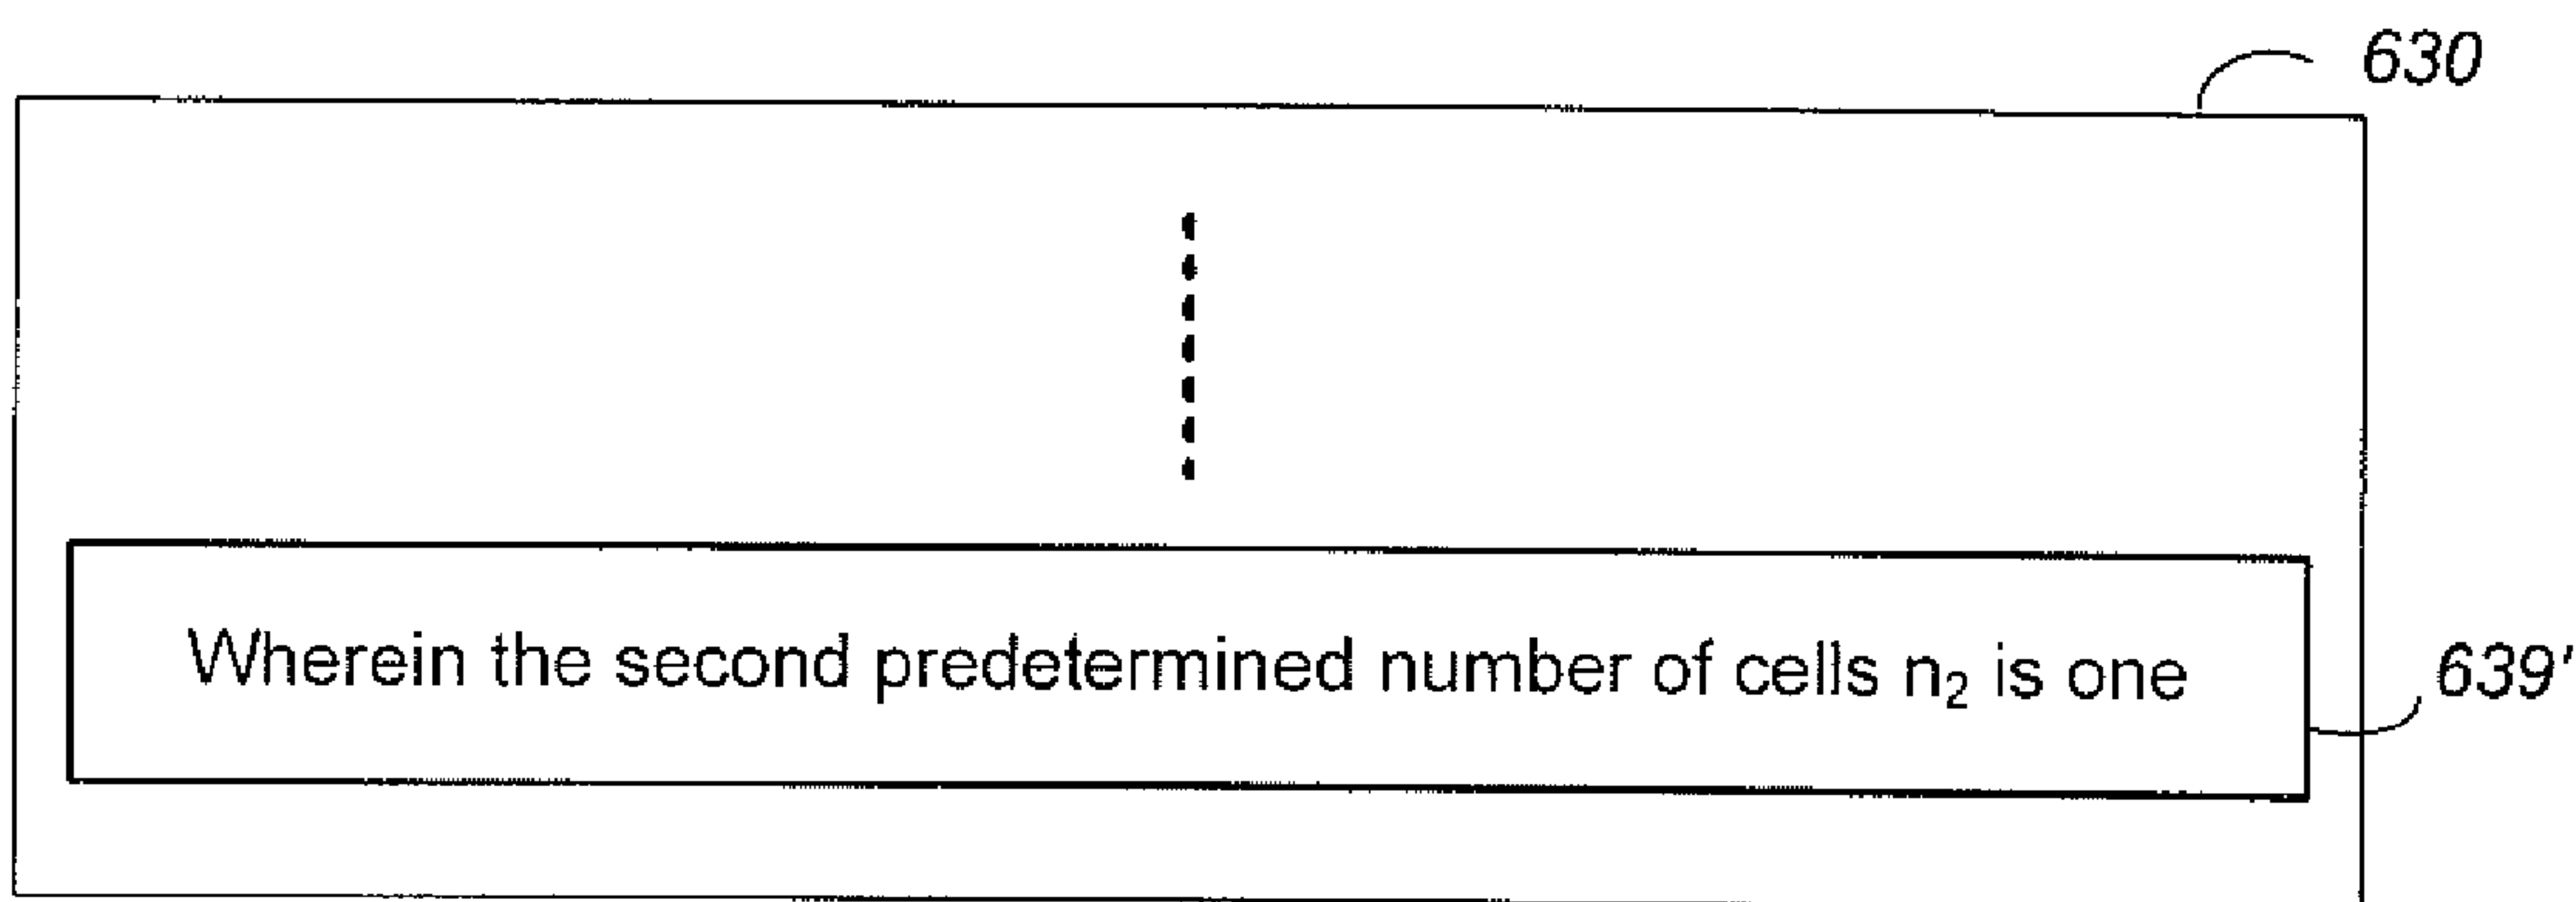 630
Wherein the second predetermined number of cells n₂ is one
639'